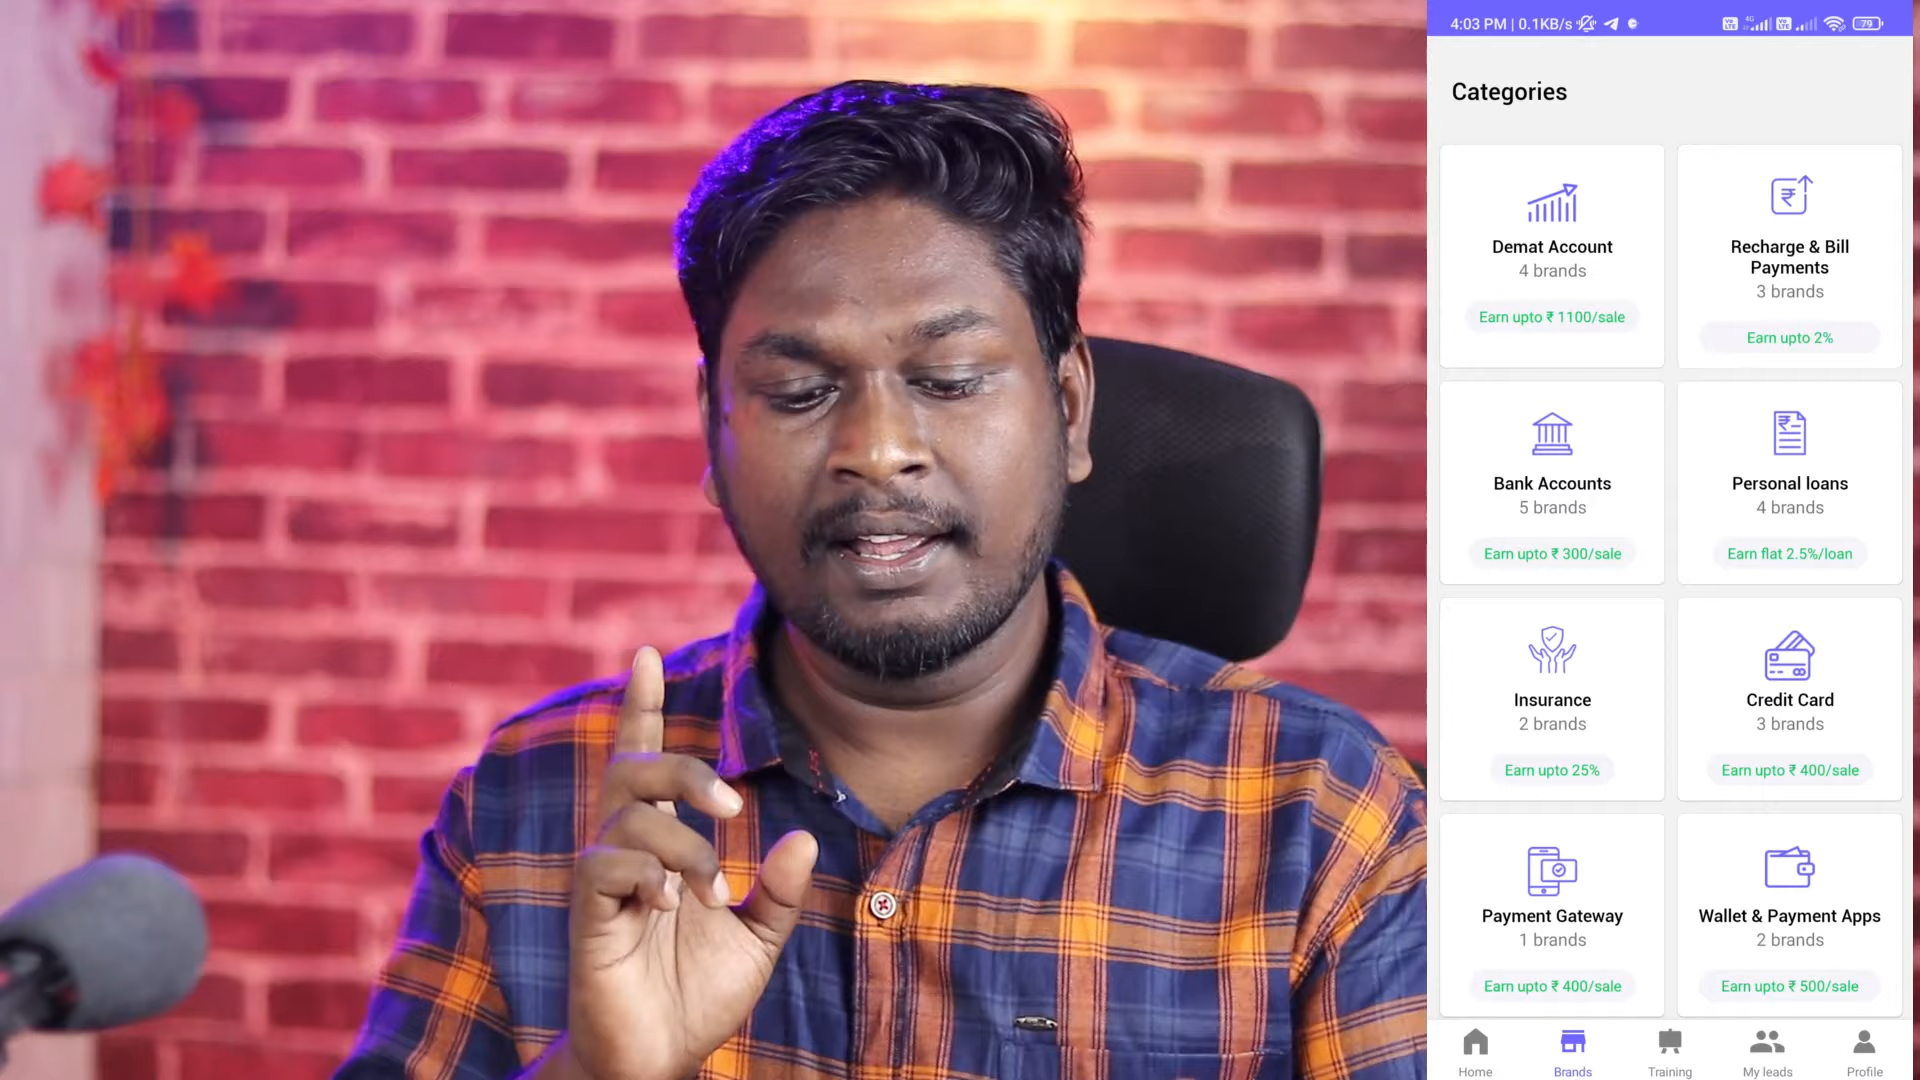 4:03 PM | 0.1KB/s
79
Categories
Demat Account
4 brands
Earn upto ₹ 1100/sale
Recharge & Bill
Payments
3 brands
Earn upto 2%
Bank Accounts
5 brands
Earn upto ₹ 300/sale
Personal loans
4 brands
Earn flat 2.5%/loan
Insurance
2 brands
Earn upto 25%
Credit Card
3 brands
Earn upto ₹ 400/sale
Payment Gateway
1 brands
Earn upto ₹ 400/sale
Wallet & Payment Apps
2 brands
Earn upto ₹ 500/sale
Home
Brands
Training
My leads
Profile